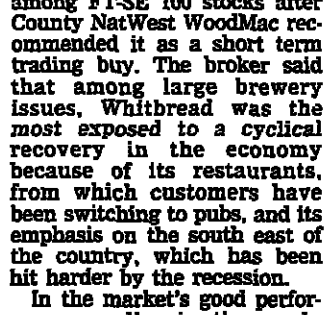 among FT-SE 100 stocks after
County NatWest WoodMac rec-
ommended it as a short term
trading buy. The broker said
that among large brewery
issues, Whitbread was the
most exposed to a cyclical
recovery in the economy
because of its restaurants,
from which customers have
been switching to pubs, and its
emphasis on the south east of
the country, which has been
hit harder by the recession.
In the market's good perfor-